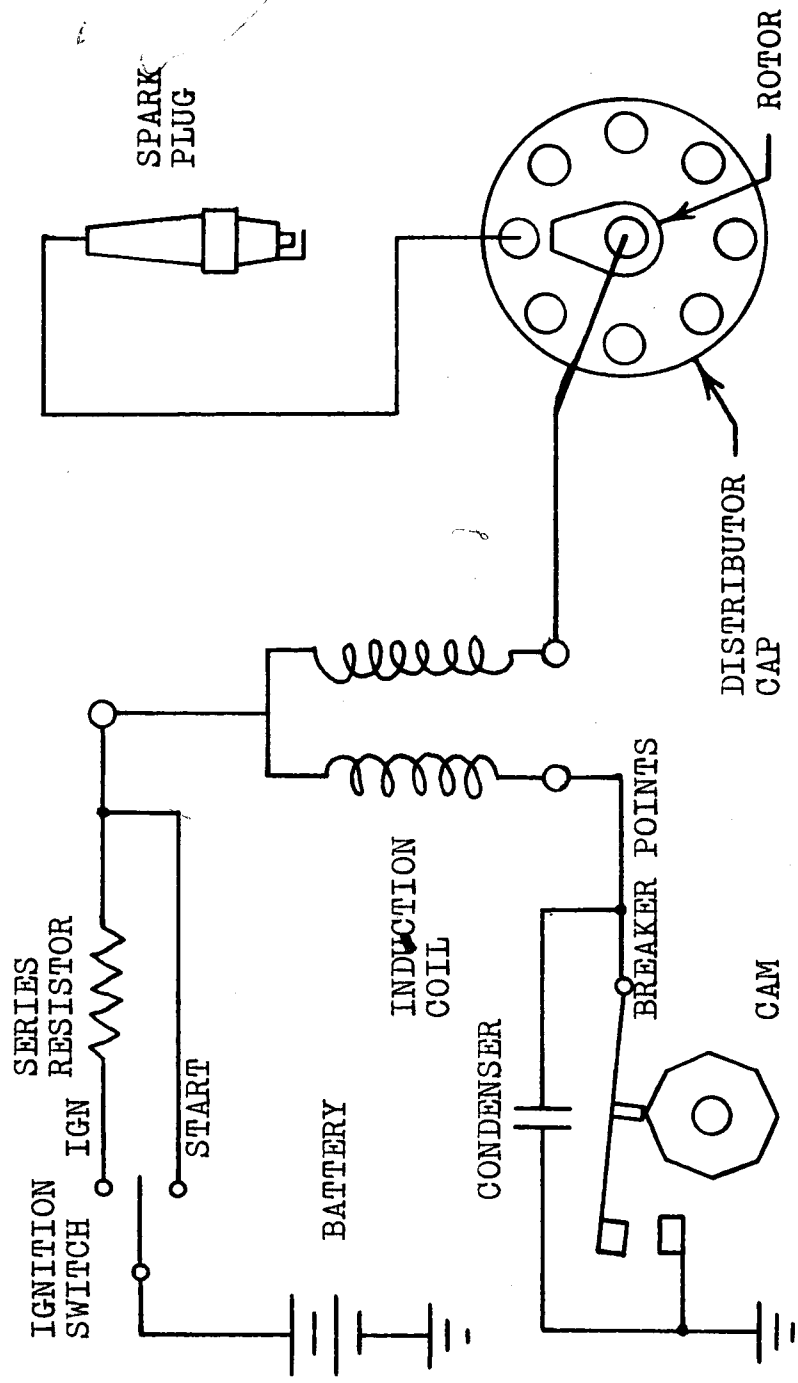 IGNITION
SWITCH
IGN
START
SERIES
RESISTOR
BATTERY
INDUCTION
COIL
CONDENSER
BREAKER POINTS
CAM
SPARK
PLUG
DISTRIBUTOR
CAP
ROTOR